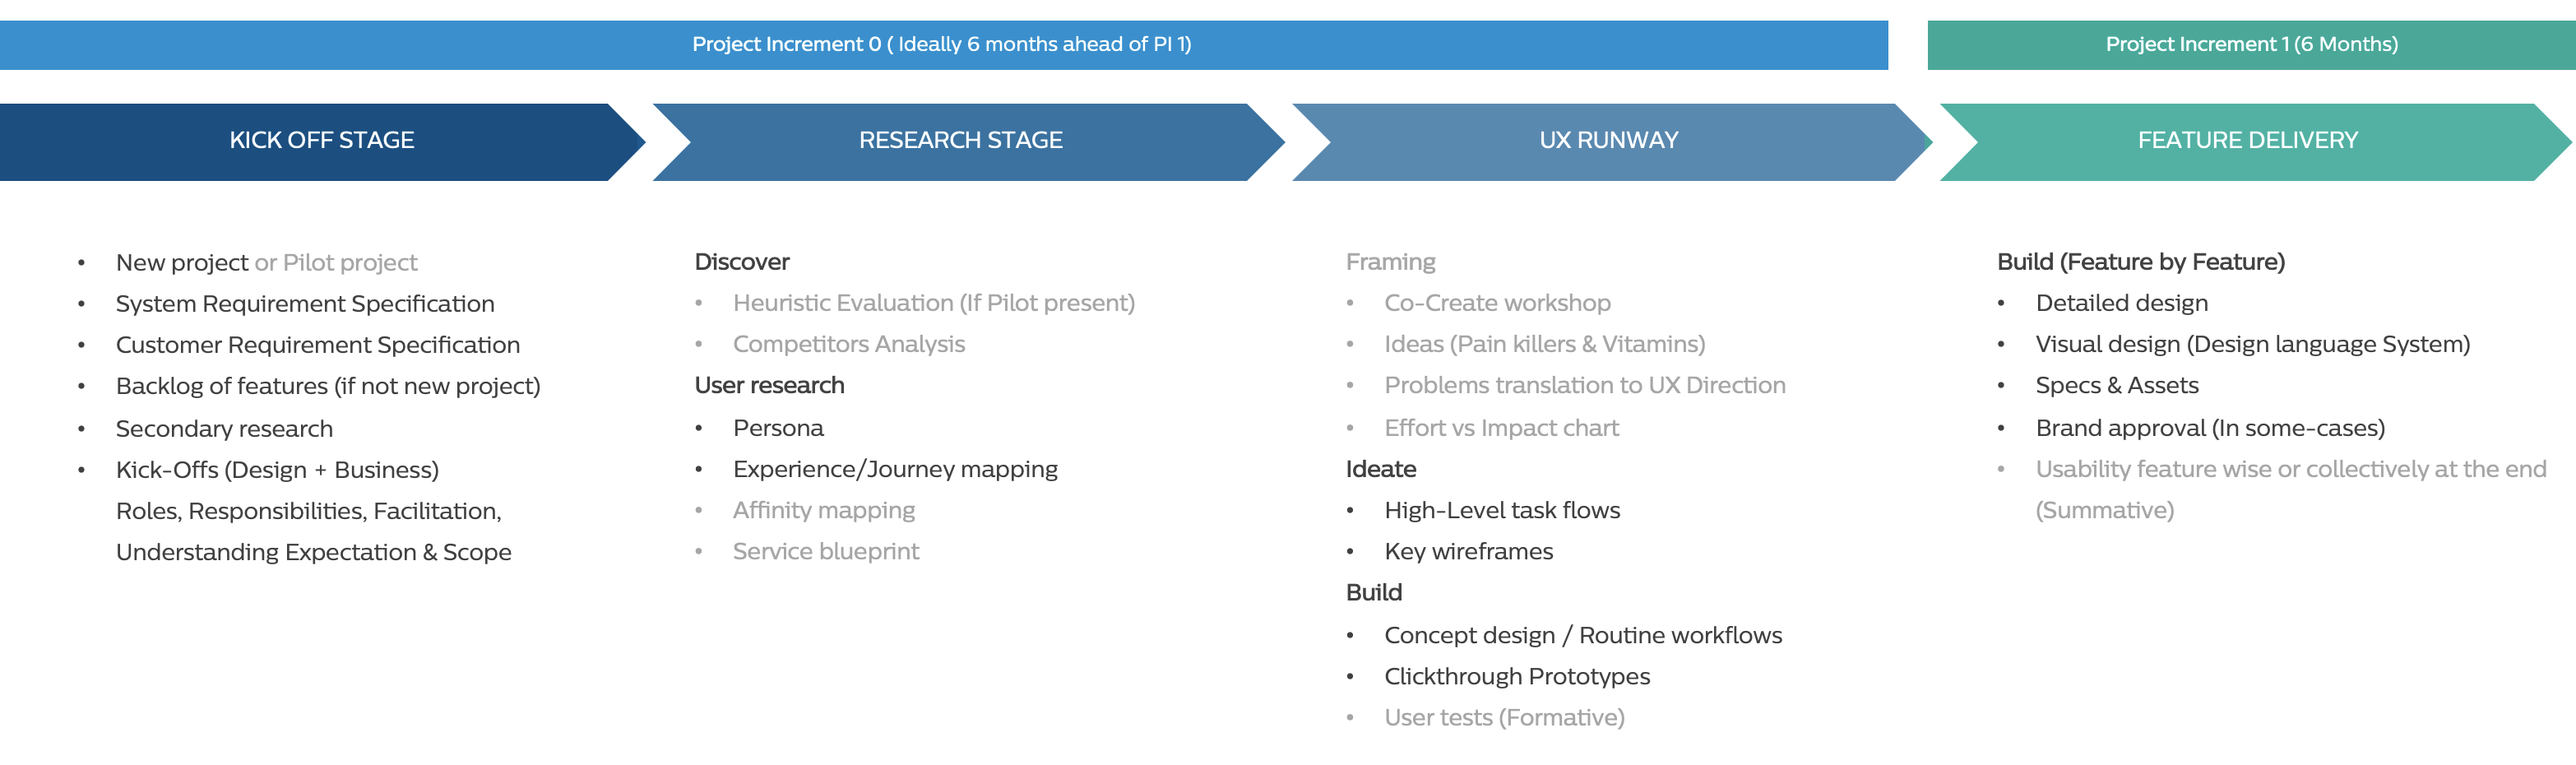 Project Increment 0 ( Ideally 6 months ahead of PI 1)
Project Increment 1 (6 Months)
KICK OFF STAGE
RESEARCH STAGE
UX RUNWAY
FEATURE DELIVERY
• New project or Pilot project
• System Requirement Specification
• Customer Requirement Specification
• Backlog of features (if not new project)
• Secondary research
• Kick-Offs (Design + Business)
Roles, Responsibilities, Facilitation,
Understanding Expectation & Scope
Discover
• Heuristic Evaluation (If Pilot present)
• Competitors Analysis
User research
• Persona
• Experience/Journey mapping
• Affinity mapping
• Service blueprint
Framing
• Co-Create workshop
• Ideas (Pain killers & Vitamins)
• Problems translation to UX Direction
• Effort vs Impact chart
Ideate
• High-Level task flows
• Key wireframes
Build
• Concept design / Routine workflows
• Clickthrough Prototypes
• User tests (Formative)
Build (Feature by Feature)
• Detailed design
• Visual design (Design language System)
• Specs & Assets
• Brand approval (In some-cases)
• Usability feature wise or collectively at the end
(Summative)